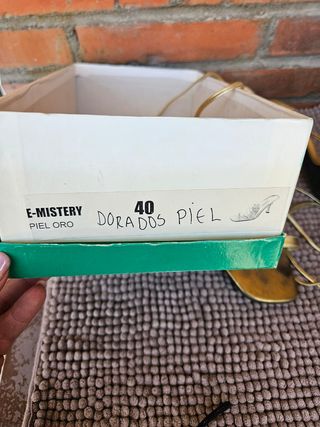 E-MISTERY 40 DORADOS PIEL
PIEL ORO